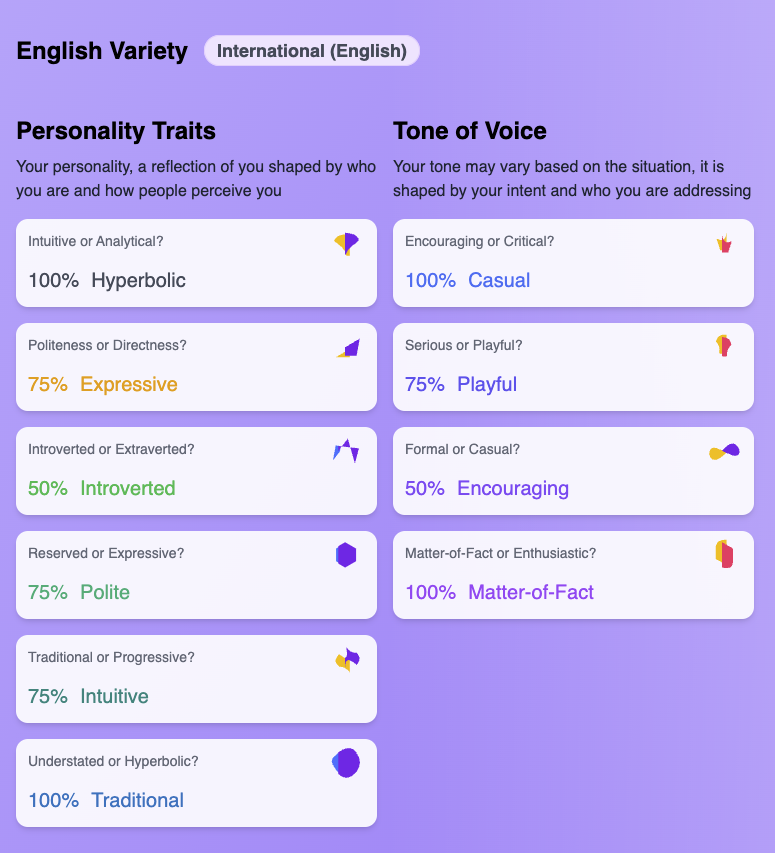 English Variety International (English)
Personality Traits
Your personality, a reflection of you shaped by who
you are and how people perceive you
Intuitive or Analytical?
100% Hyperbolic
Politeness or Directness?
75% Expressive
Introverted or Extraverted?
50% Introverted
Reserved or Expressive?
75% Polite
Traditional or Progressive?
75% Intuitive
Understated or Hyperbolic?
100% Traditional
Tone of Voice
Your tone may vary based on the situation, it is
shaped by your intent and who you are addressing
Encouraging or Critical?
100% Casual
Serious or Playful?
75% Playful
Formal or Casual?
50% Encouraging
Matter-of-Fact or Enthusiastic?
100% Matter-of-Fact